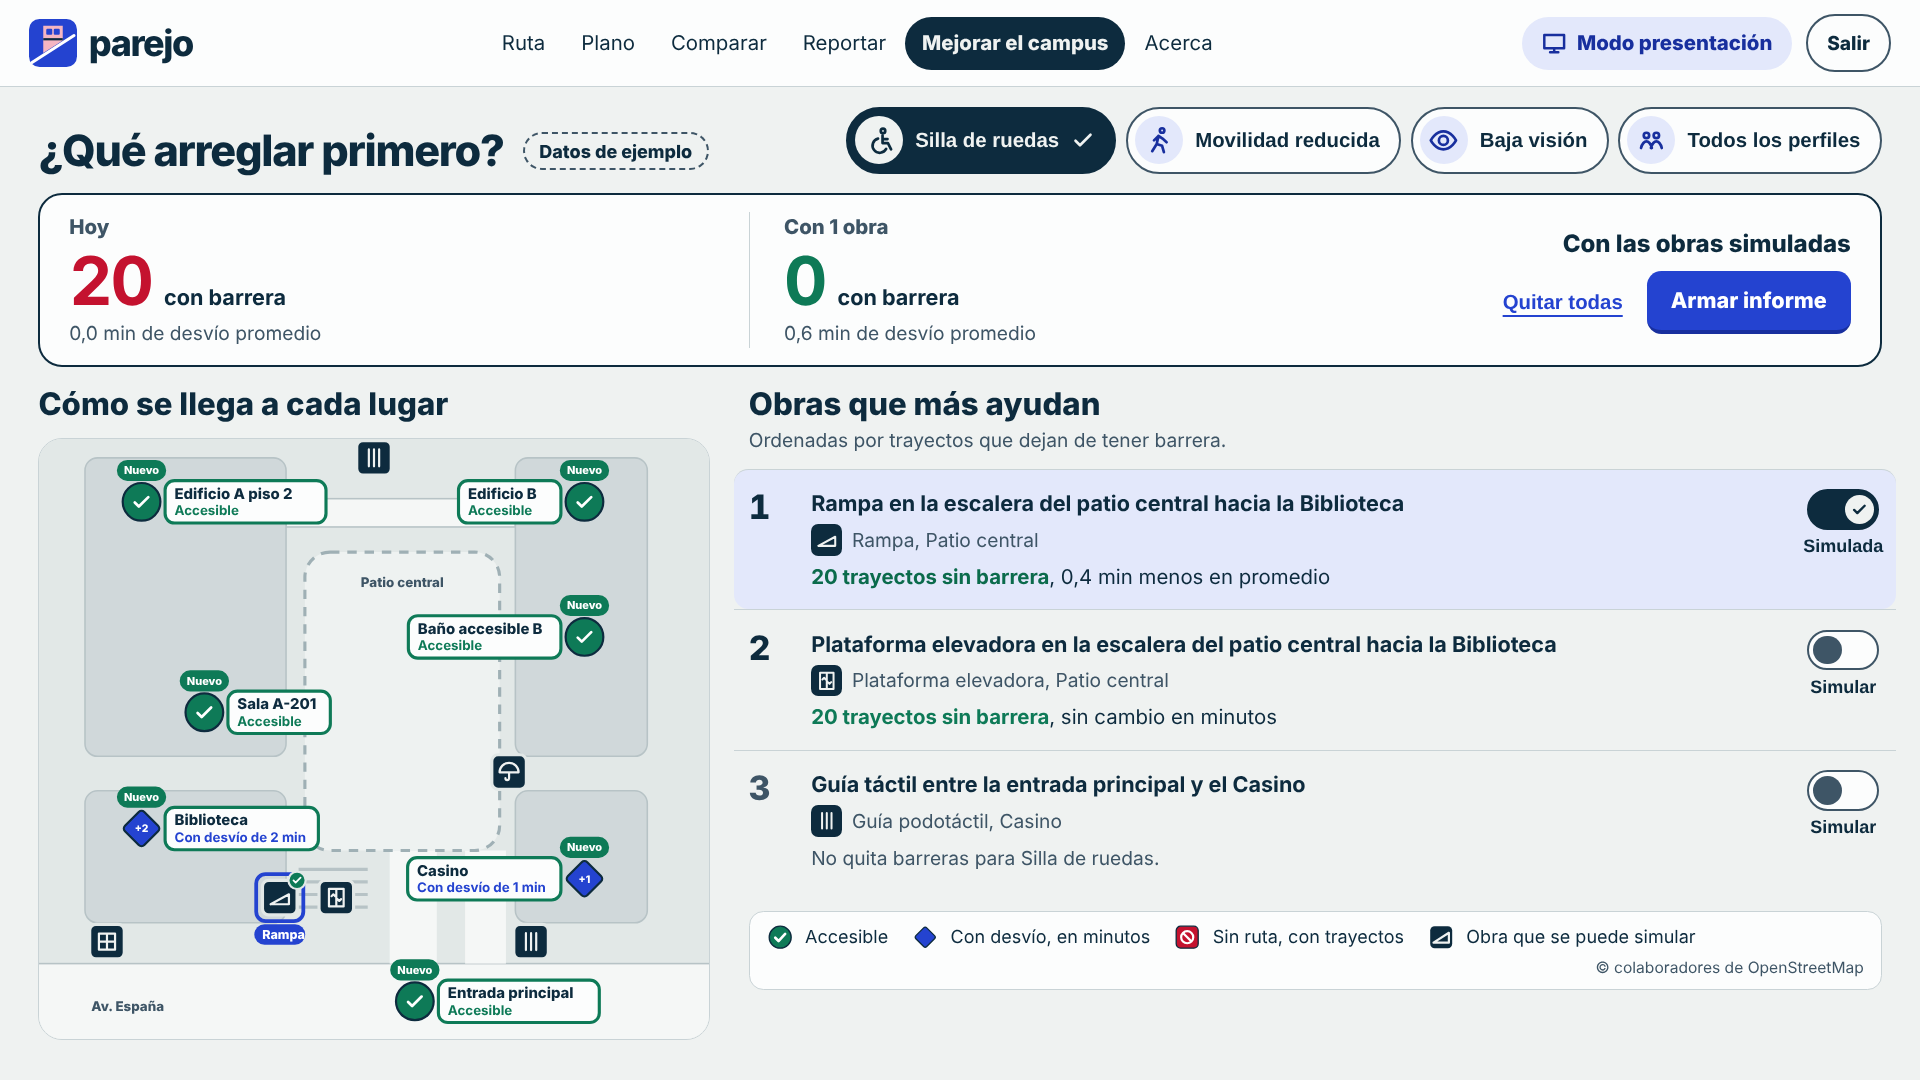 parejo
Ruta
Plano
Comparar
Reportar
Mejorar el campus
Acerca
Modo presentación
Salir
¿Qué arreglar primero?
Datos de ejemplo
Silla de ruedas
Movilidad reducida
Baja visión
Todos los perfiles
Hoy
20 con barrera
0,0 min de desvío promedio
Con 1 obra
0 con barrera
0,6 min de desvío promedio
Con las obras simuladas
Quitar todas
Armar informe
Cómo se llega a cada lugar
Nuevo
Edificio A piso 2
Accesible
Nuevo
Edificio B
Accesible
Patio central
Nuevo
Baño accesible B
Accesible
Nuevo
Sala A-201
Accesible
Nuevo
+2
Biblioteca
Con desvío de 2 min
Nuevo
Casino
Con desvío de 1 min
+1
Rampa
Nuevo
Entrada principal
Accesible
Av. España
Obras que más ayudan
Ordenadas por trayectos que dejan de tener barrera.
1
Rampa en la escalera del patio central hacia la Biblioteca
Rampa, Patio central
20 trayectos sin barrera, 0,4 min menos en promedio
Simulada
2
Plataforma elevadora en la escalera del patio central hacia la Biblioteca
Plataforma elevadora, Patio central
20 trayectos sin barrera, sin cambio en minutos
Simular
3
Guía táctil entre la entrada principal y el Casino
Guía podotáctil, Casino
No quita barreras para Silla de ruedas.
Simular
Accesible
Con desvío, en minutos
Sin ruta, con trayectos
Obra que se puede simular
© colaboradores de OpenStreetMap